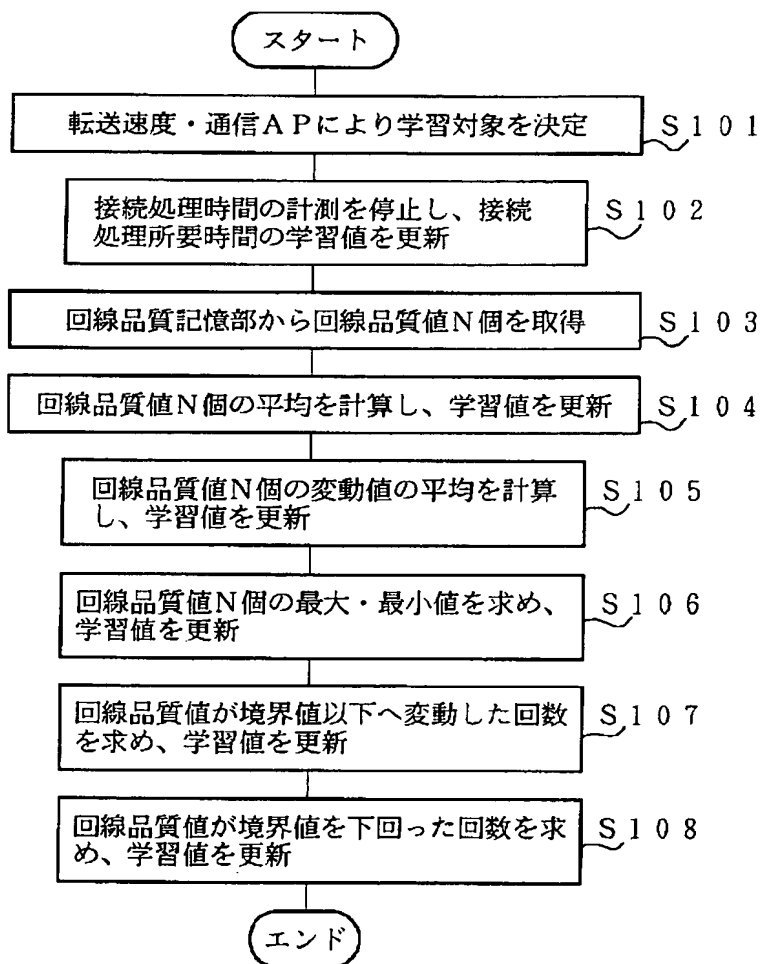 スタート
転送速度・通信APにより学習対象を決定
S101
接続処理時間の計測を停止し、接続
処理所要時間の学習値を更新
S102
回線品質記憶部から回線品質値N個を取得
S103
回線品質値N個の平均を計算し、学習値を更新
S104
回線品質値N個の変動値の平均を計算
し、学習値を更新
S105
回線品質値N個の最大・最小値を求め、
学習値を更新
S106
回線品質値が境界値以下へ変動した回数
を求め、学習値を更新
S107
回線品質値が境界値を下回った回数を求
め、学習値を更新
S108
エンド